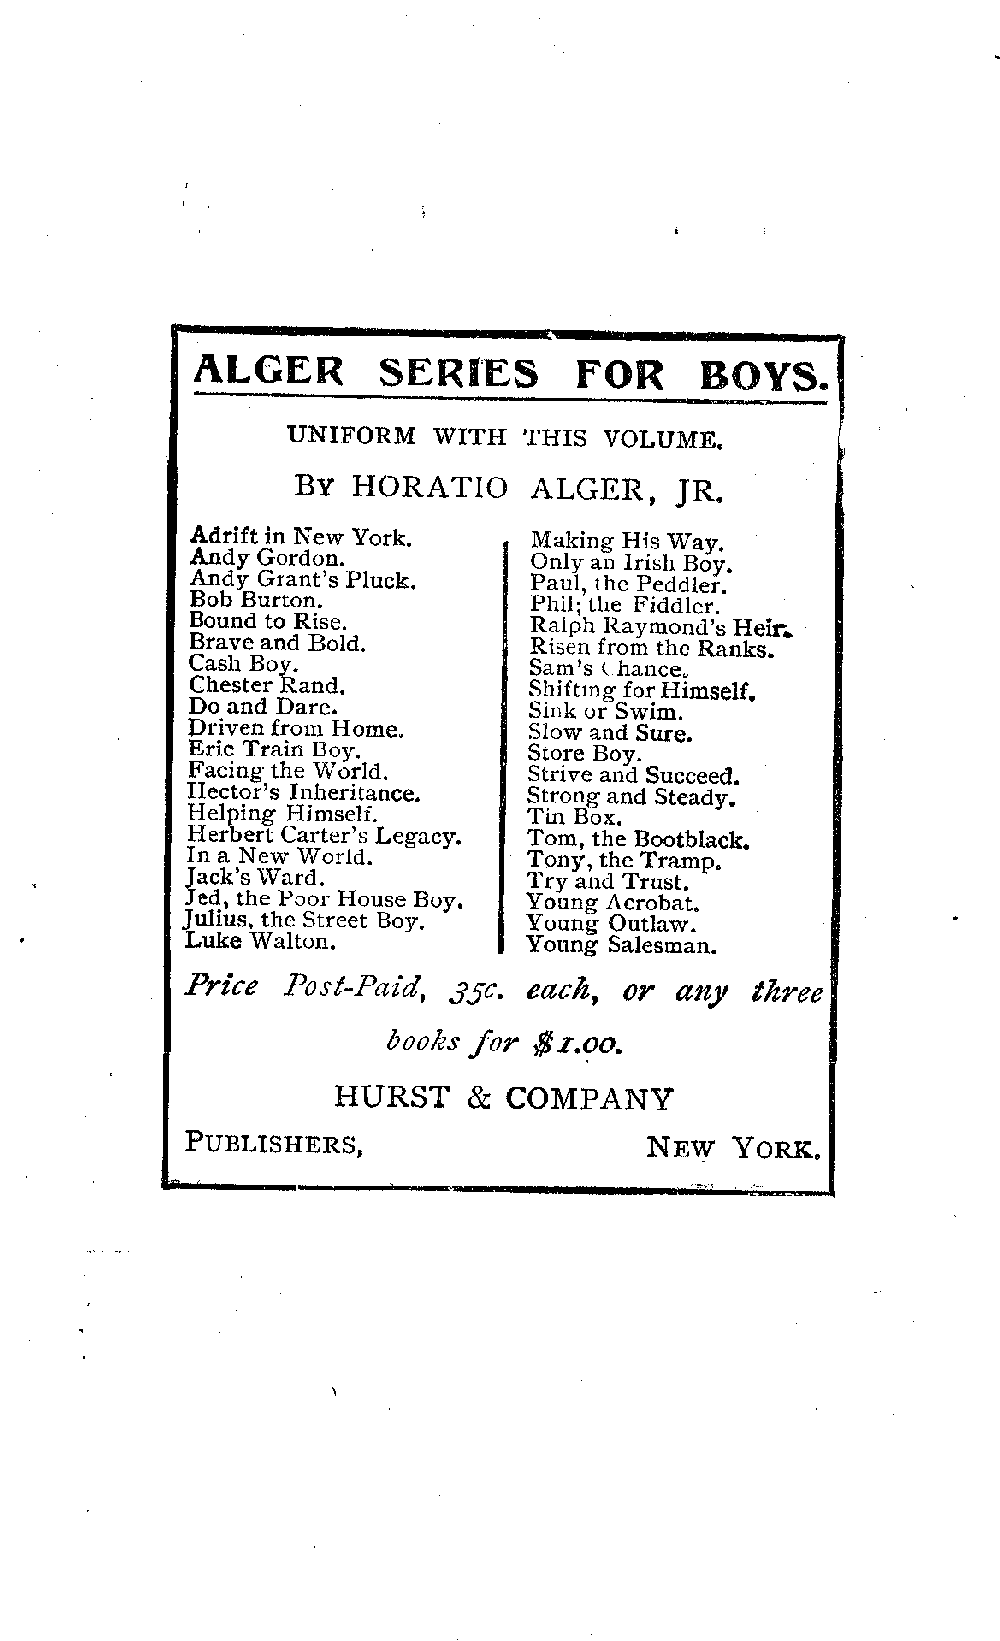 ALGER SERIES FOR BOYS.
UNIFORM WITH THIS VOLUME.
BY HORATIO ALGER, JR.
Adrift in New York.
Andy Gordon.
Andy Grant's Pluck.
Bob Burton.
Bound to Rise.
Brave and Bold.
Cash Boy.
Chester Rand.
Do and Dare.
Driven from Home.
Eric Train Boy.
Facing the World.
Hector's Inheritance.
Helping Himself.
Herbert Carter's Legacy.
In a New World.
Jack's Ward.
Jed, the Poor House Boy.
Julius, the Street Boy.
Luke Walton.
Making His Way.
Only an Irish Boy.
Paul, the Peddler.
Phil; the Fiddler.
Ralph Raymond's Heir.
Risen from the Ranks.
Sam's Chance.
Shifting for Himself.
Sink or Swim.
Slow and Sure.
Store Boy.
Strive and Succeed.
Strong and Steady.
Tin Box.
Tom, the Bootblack.
Tony, the Tramp.
Try and Trust.
Young Acrobat.
Young Outlaw.
Young Salesman.
Price Post-Paid, 35c. each, or any three
books for $1.00.
HURST & COMPANY
PUBLISHERS, NEW YORK.